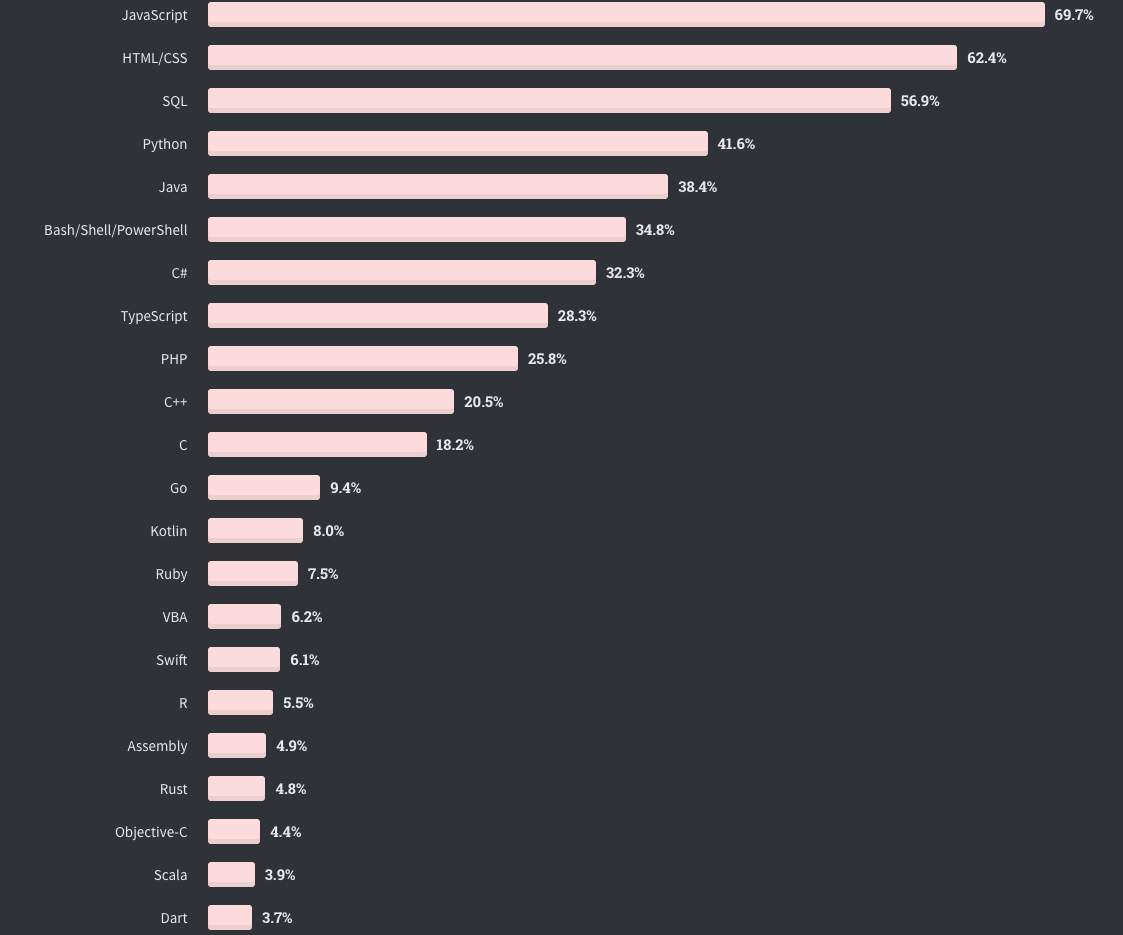 JavaScript 69.7%
HTML/CSS 62.4%
SQL 56.9%
Python 41.6%
Java 38.4%
Bash/Shell/PowerShell 34.8%
C# 32.3%
TypeScript 28.3%
PHP 25.8%
C++ 20.5%
C 18.2%
Go 9.4%
Kotlin 8.0%
Ruby 7.5%
VBA 6.2%
Swift 6.1%
R 5.5%
Assembly 4.9%
Rust 4.8%
Objective-C 4.4%
Scala 3.9%
Dart 3.7%